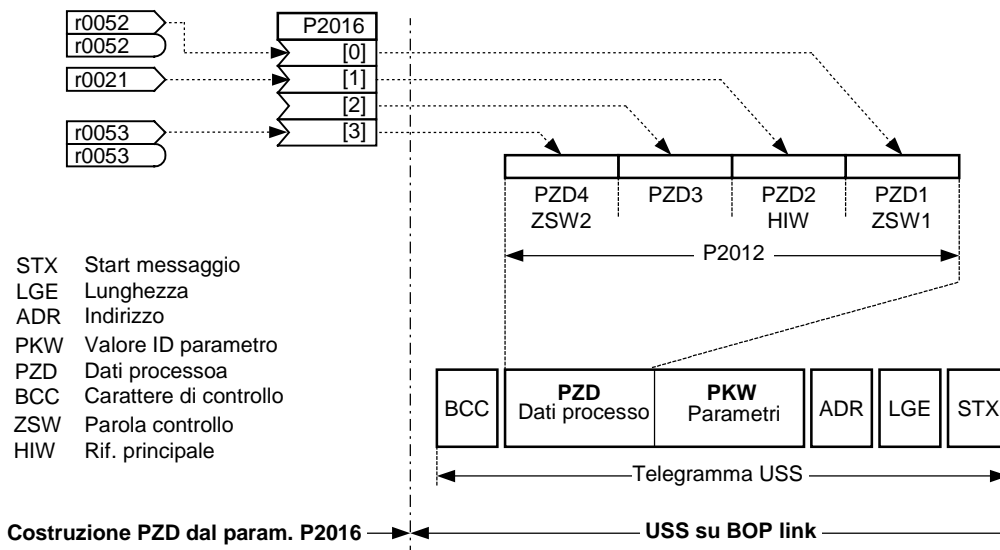 r0052
r0052
r0021
r0053
r0053
P2016
[0]
[1]
[2]
[3]
PZD4 PZD3 PZD2 PZD1
ZSW2 HIW ZSW1
P2012
STX Start messaggio
LGE Lunghezza
ADR Indirizzo
PKW Valore ID parametro
PZD Dati processoa
BCC Carattere di controllo
ZSW Parola controllo
HIW Rif. principale
BCC
PZD
Dati processo
PKW
Parametri
ADR
LGE
STX
Telegramma USS
Costruzione PZD dal param. P2016
USS su BOP link